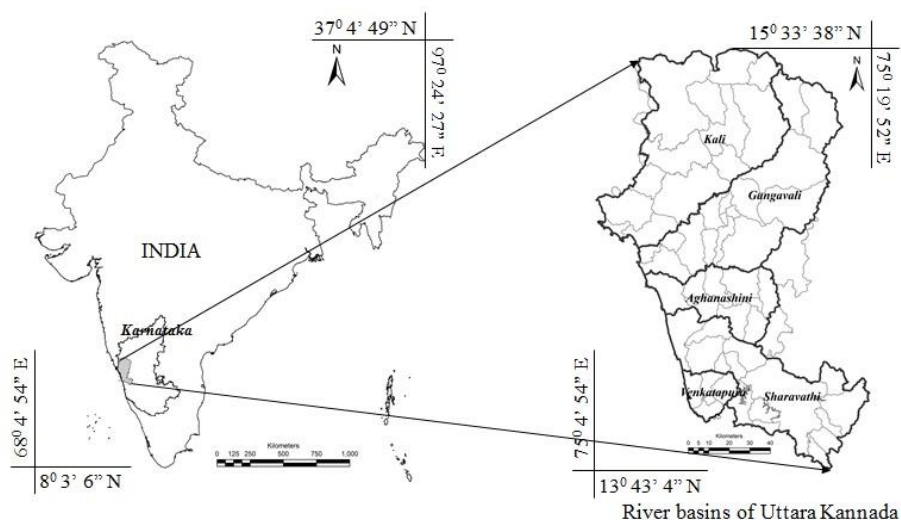 37⁰ 4’ 49” N
97⁰ 24’ 27” E
N
INDIA
Karnataka
68⁰ 4’ 54” E
8⁰ 3’ 6” N
Kilometers
0 125 250 500 750 1,000
15⁰ 33’ 38” N
75⁰ 19’ 52” E
N
Kali
Gangavali
Aghanashini
Venkatapura
Sharavathi
75⁰ 4’ 54” E
13⁰ 43’ 4” N
Kilometers
0 5 10 20 30 40
River basins of Uttara Kannada